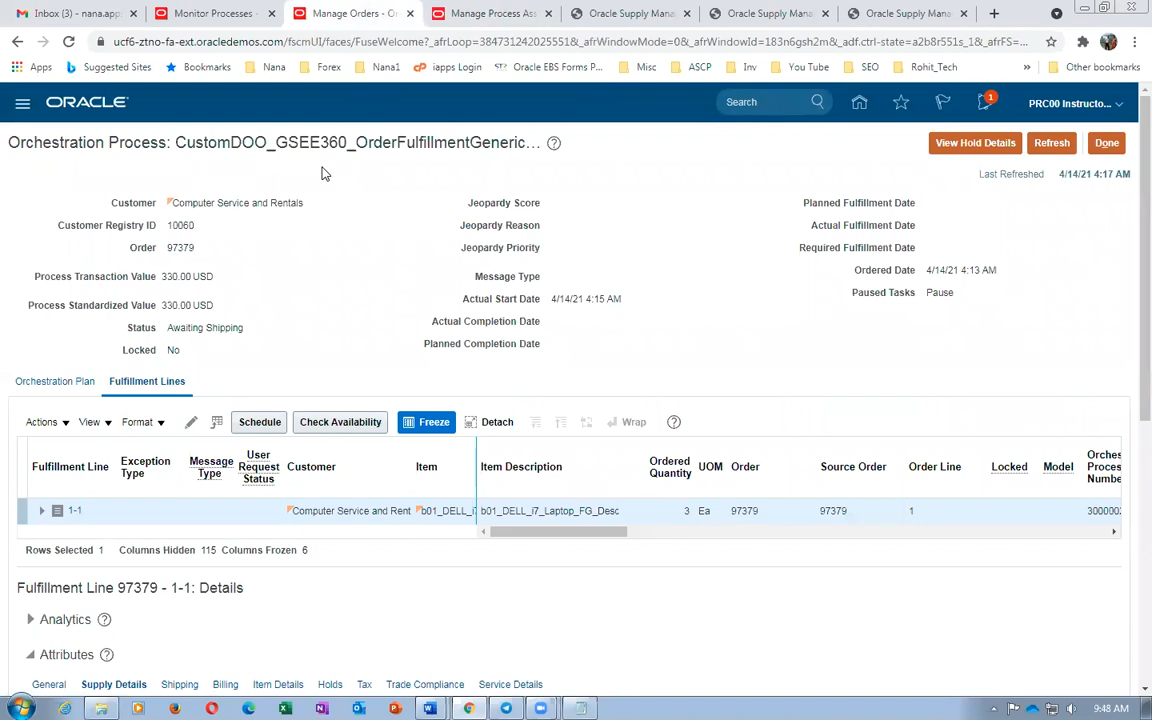 Inbox (3) - nana.app:
Monitor Processes -
Manage Orders - Or
Manage Process Ass
Oracle Supply Mana
Oracle Supply Mana
Oracle Supply Mana
ucf6-ztno-fa-ext.oracledemos.com/fscmUI/faces/FuseWelcome?_afrLoop=384731242025551&_afrWindowMode=0&_afrWindowId=183n6gsh2m&_adf.ctrl-state=a2b8r551s_1&_afrFS=...
Apps Suggested Sites Bookmarks Nana Forex Nana1 iapps Login Oracle EBS Forms P... Misc ASCP Inv You Tube SEO Rohit_Tech » Other bookmarks
ORACLE Search 1 PRC00 Instructo...
Orchestration Process: CustomDOO_GSEE360_OrderFulfillmentGeneric... View Hold Details Refresh Done
Last Refreshed 4/14/21 4:17 AM
Customer Computer Service and Rentals Jeopardy Score Planned Fulfillment Date
Customer Registry ID 10060 Jeopardy Reason Actual Fulfillment Date
Order 97379 Jeopardy Priority Required Fulfillment Date
Process Transaction Value 330.00 USD Message Type Ordered Date 4/14/21 4:13 AM
Process Standardized Value 330.00 USD Actual Start Date 4/14/21 4:15 AM Paused Tasks Pause
Status Awaiting Shipping Actual Completion Date
Locked No Planned Completion Date
Orchestration Plan Fulfillment Lines
Actions View Format Schedule Check Availability Freeze Detach Wrap
Fulfillment Line Exception Type Message Type User Request Status Customer Item Item Description Ordered Quantity UOM Order Source Order Order Line Locked Model Orches Proces Numbe
1-1 Computer Service and Rent b01_DELL_i7 b01_DELL_i7_Laptop_FG_Desc 3 Ea 97379 97379 1 300000
Rows Selected 1 Columns Hidden 115 Columns Frozen 6
Fulfillment Line 97379 - 1-1: Details
Analytics
Attributes
General Supply Details Shipping Billing Item Details Holds Tax Trade Compliance Service Details
9:48 AM